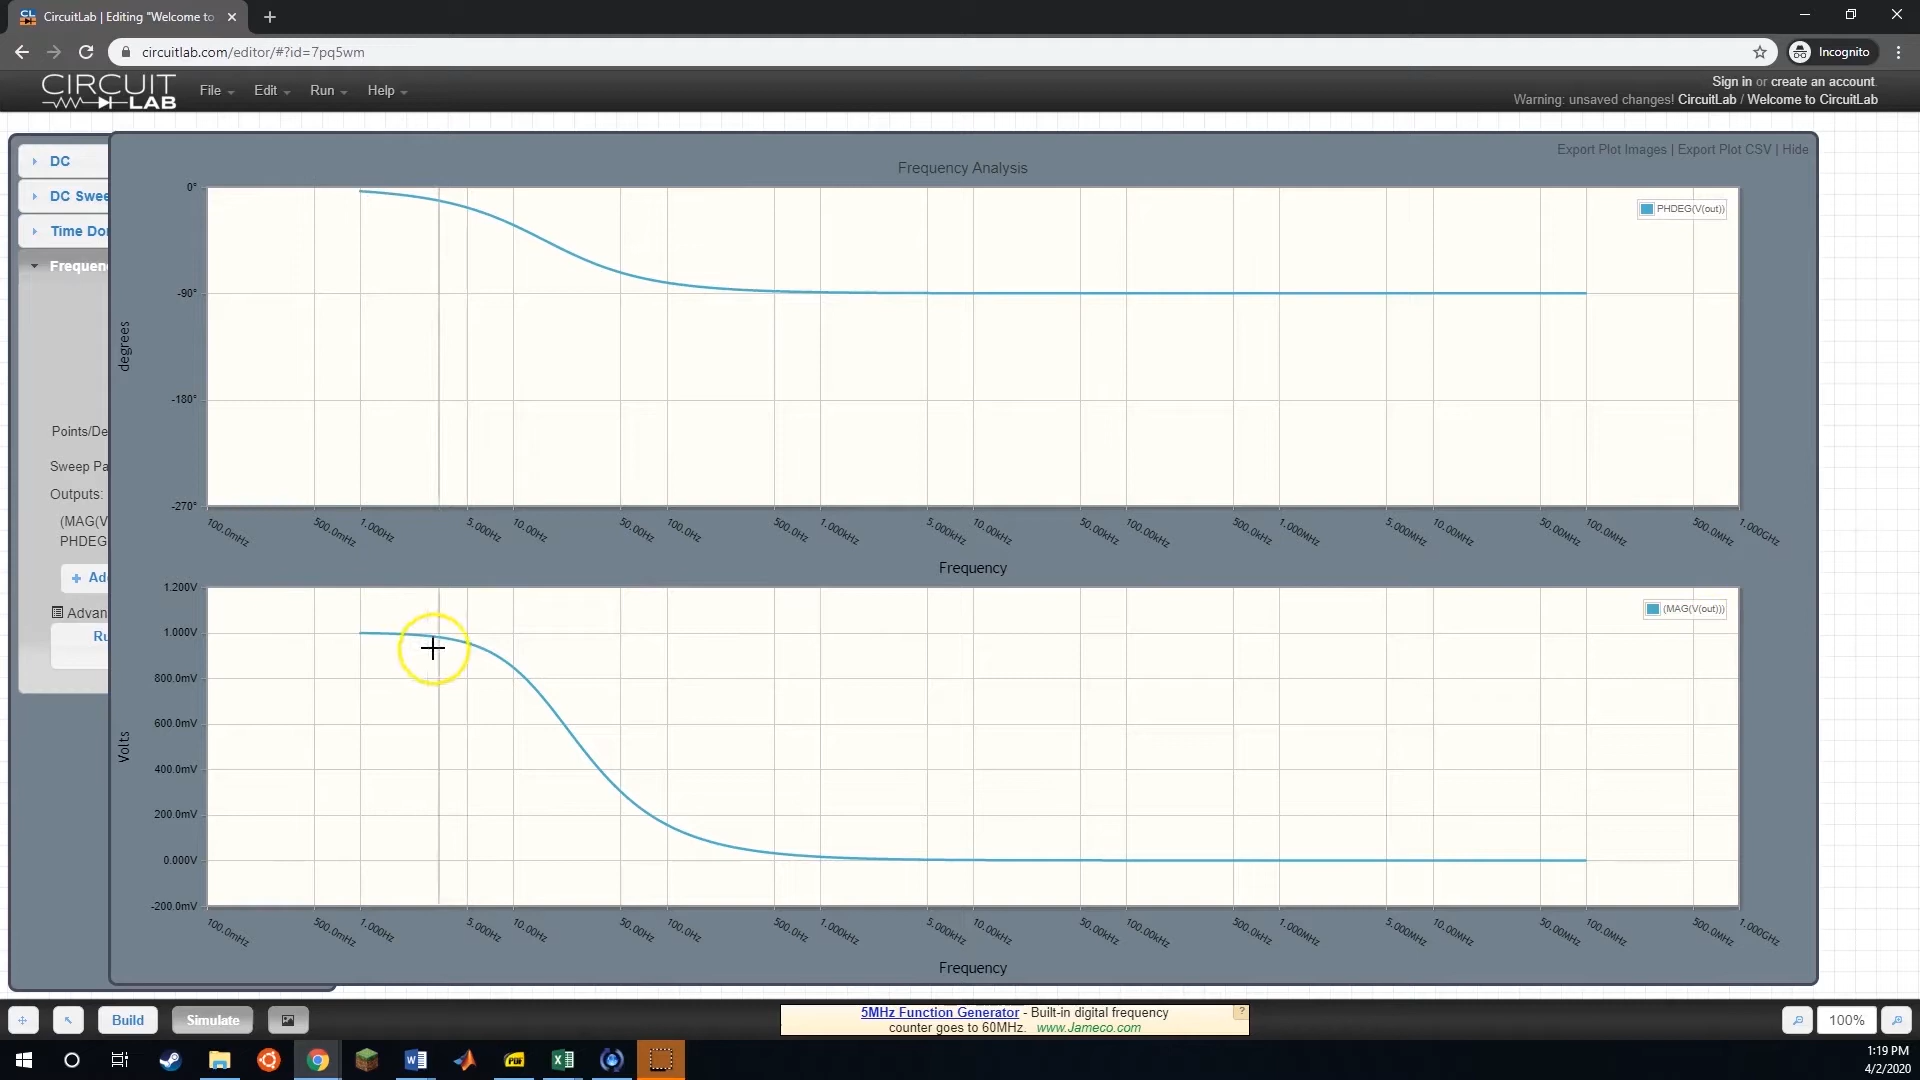 CircuitLab | Editing "Welcome to
circuitlab.com/editor/#?id=7pq5wm
Incognito
CIRCUIT
LAB
File
Edit
Run
Help
Sign in or create an account.
Warning: unsaved changes! CircuitLab / Welcome to CircuitLab
Export Plot Images | Export Plot CSV | Hide
DC
DC Swee
Time Dor
Frequen
Points/De
Sweep Pa
Outputs:
(MAG(V
PHDEG
+ Add
Advan
Ru
Frequency Analysis
PHDEG(V(out))
0°
-90°
-180°
-270°
degrees
100.0mHz 500.0mHz 1.000Hz 5.000Hz 10.00Hz 50.00Hz 100.0Hz 500.0Hz 1.000kHz 5.000kHz 10.00kHz 50.00kHz 100.00kHz 500.0kHz 1.000MHz 5.000MHz 10.00MHz 50.00MHz 100.0MHz 500.0MHz 1.000GHz
Frequency
(MAG(V(out)))
1.200V
1.000V
800.0mV
600.0mV
400.0mV
200.0mV
0.000V
-200.0mV
Volts
100.0mHz 500.0mHz 1.000Hz 5.000Hz 10.00Hz 50.00Hz 100.0Hz 500.0Hz 1.000kHz 5.000kHz 10.00kHz 50.00kHz 100.00kHz 500.0kHz 1.000MHz 5.000MHz 10.00MHz 50.00MHz 100.0MHz 500.0MHz 1.000GHz
Frequency
Build
Simulate
5MHz Function Generator - Built-in digital frequency
counter goes to 60MHz. www.Jameco.com
?
100%
1:19 PM
4/2/2020